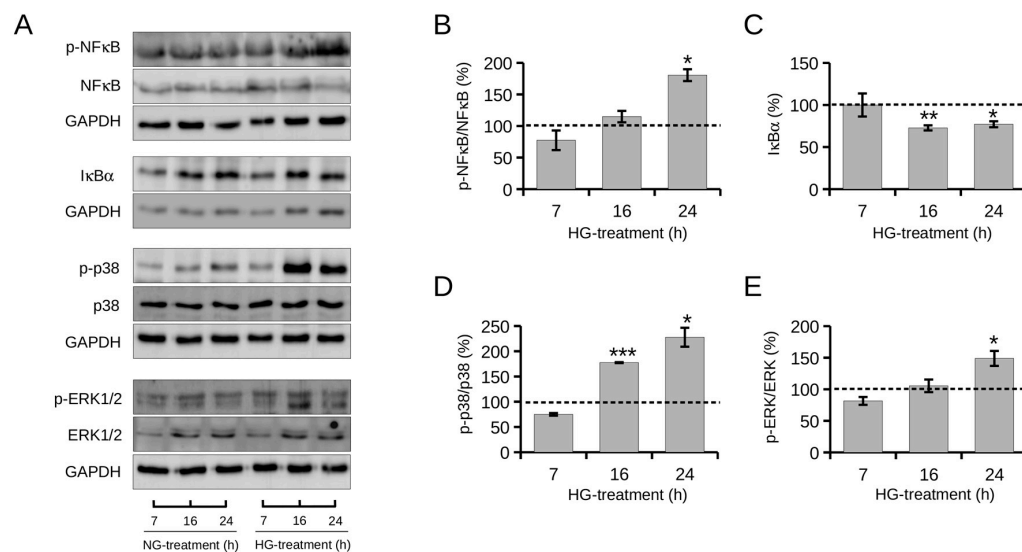 A
p-NFκB
NFκB
GAPDH
IκBα
GAPDH
p-p38
p38
GAPDH
p-ERK1/2
ERK1/2
GAPDH
7 16 24 7 16 24
NG-treatment (h) HG-treatment (h)
B
p-NFκB/NFκB (%)
200
150
100
50
0
*
7 16 24
HG-treatment (h)
C
IκBα (%)
150
100
50
0
** *
7 16 24
HG-treatment (h)
D
p-p38/p38 (%)
250
200
150
100
50
0
*** *
7 16 24
HG-treatment (h)
E
p-ERK/ERK (%)
200
150
100
50
0
*
7 16 24
HG-treatment (h)